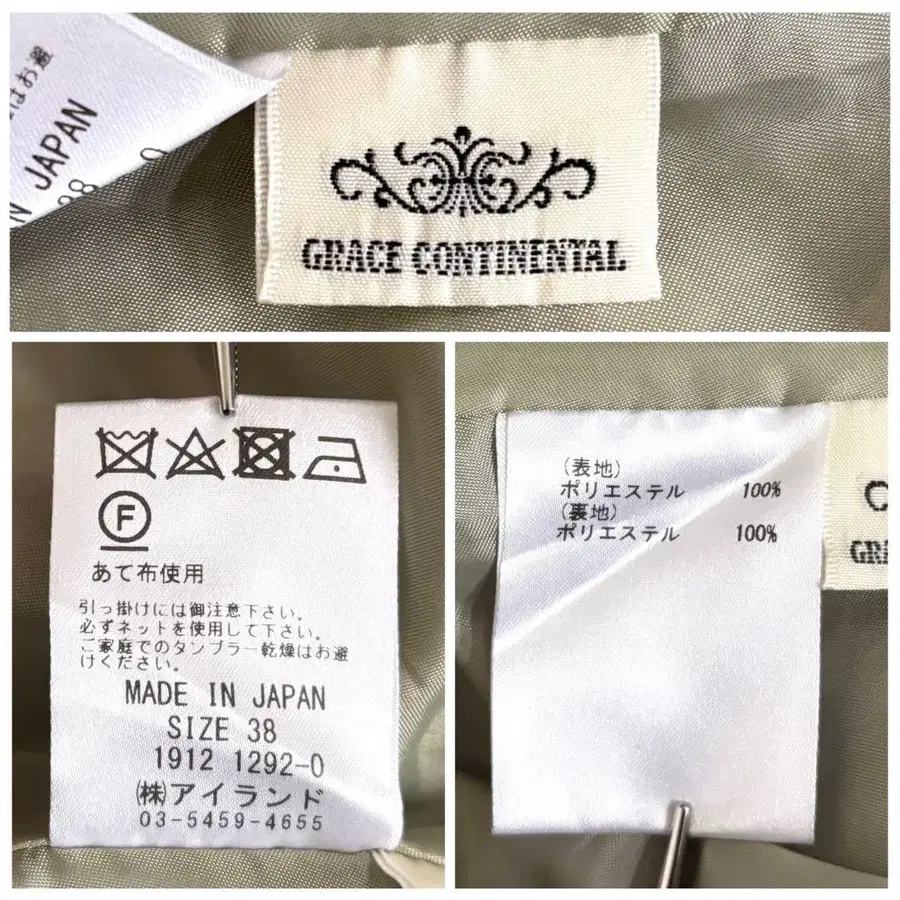 はお避
N JAPAN
38
0
GRACE CONTINENTAL
F
あて布使用
引っ掛けには御注意下さい。
必ずネットを使用して下さい。
ご家庭でのタンブラー乾燥はお避
けください。
MADE IN JAPAN
SIZE 38
1912 1292-0
(株)アイランド
03-5459-4655
(表地)
ポリエステル 100%
(裏地)
ポリエステル 100%
C
GRA